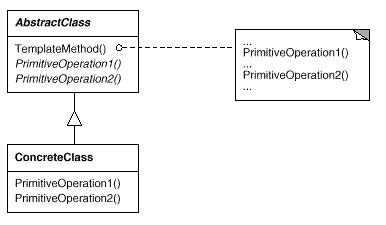 AbstractClass
TemplateMethod()
PrimitiveOperation1()
PrimitiveOperation2()
...
PrimitiveOperation1()
...
PrimitiveOperation2()
...
ConcreteClass
PrimitiveOperation1()
PrimitiveOperation2()